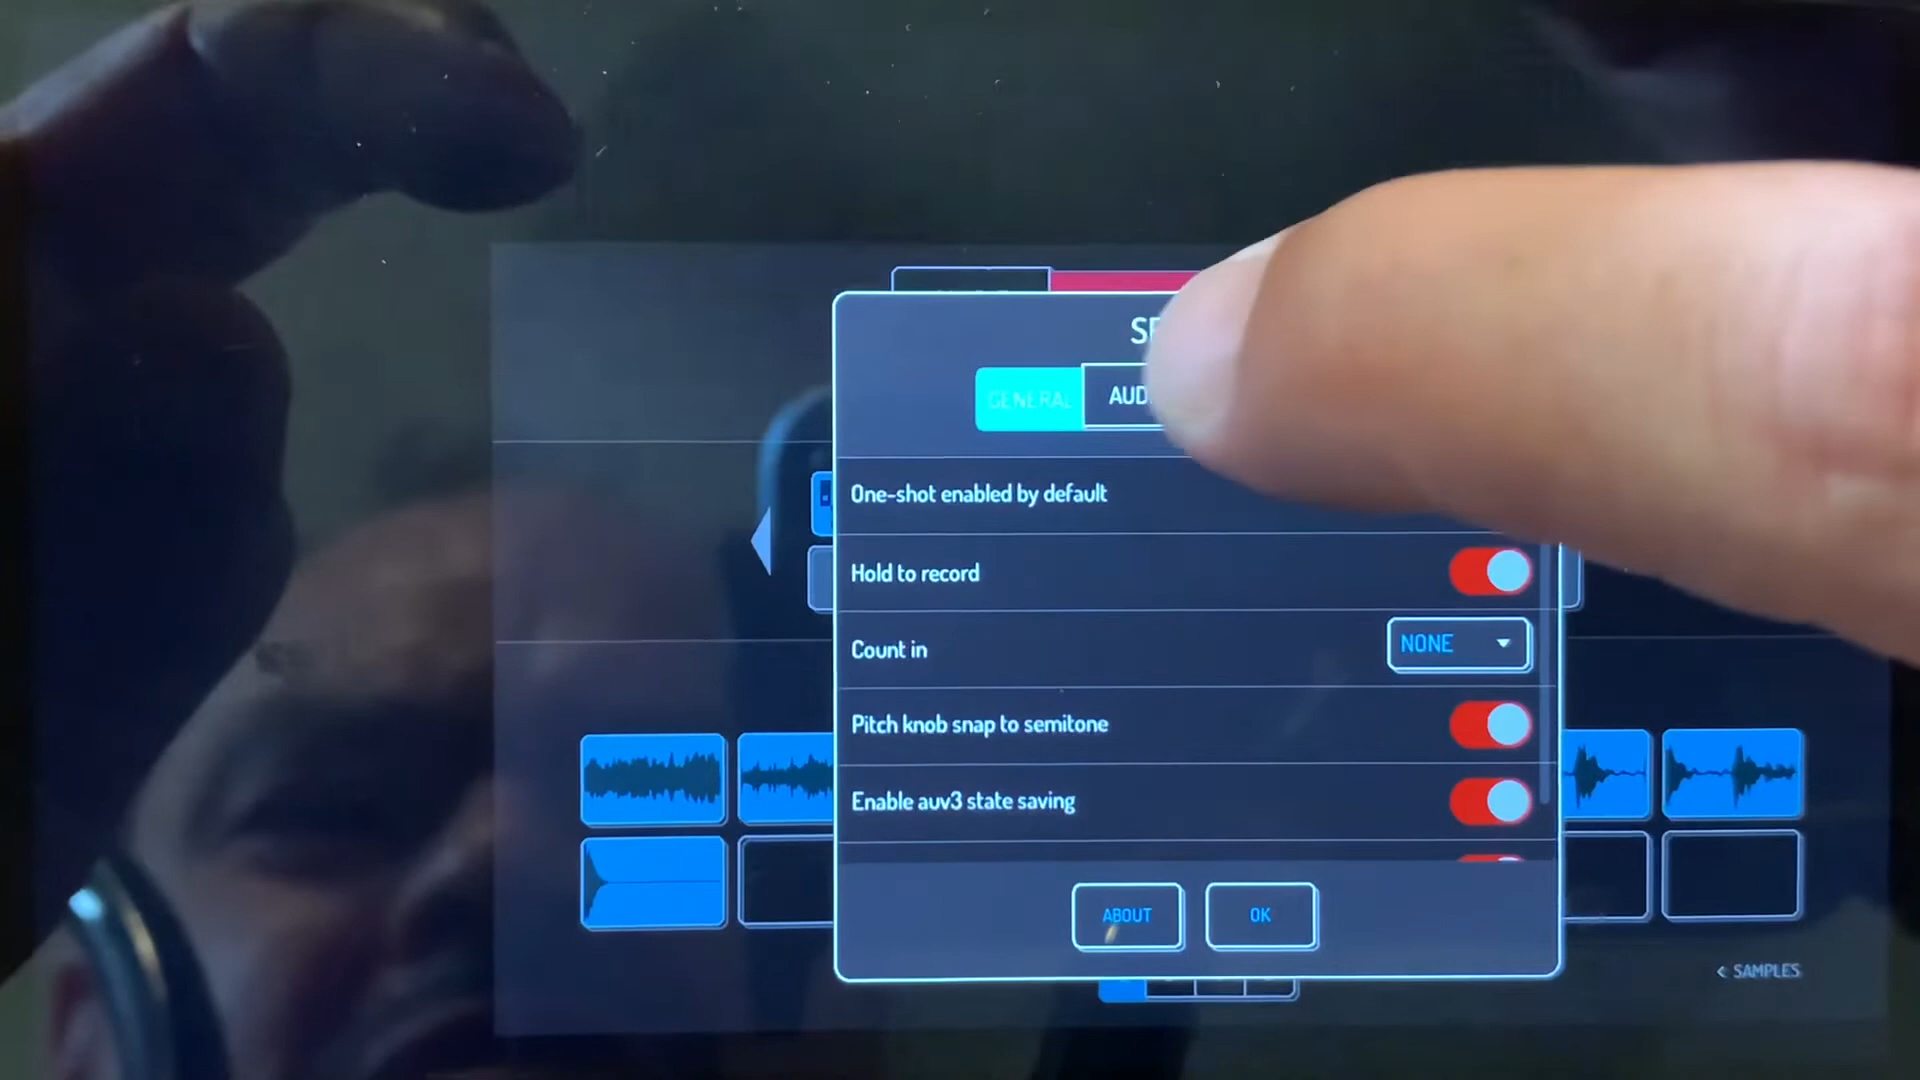 GENERAL
One-shot enabled by default
Hold to record
Count in NONE
Pitch knob snap to semitone
Enable auv3 state saving
ABOUT OK
< SAMPLES